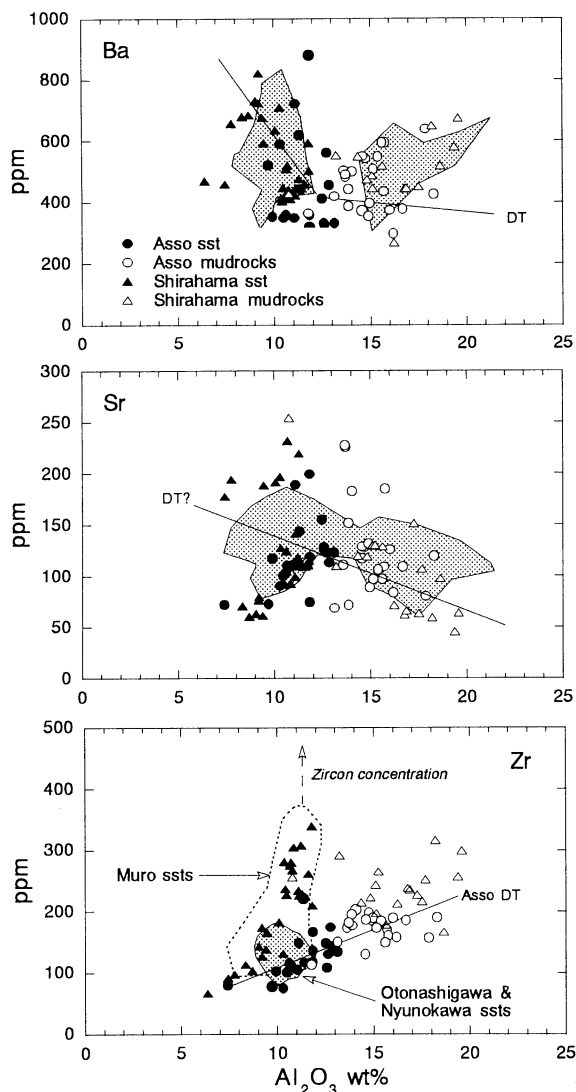 1000
Ba
800
600
ppm
400
DT
Asso sst
Asso mudrocks
200
Shirahama sst
Shirahama mudrocks
0
0 5 10 15 20 25
300
Sr
250
200
DT?
ppm
150
100
50
0
0 5 10 15 20 25
500
Zr
Zircon concentration
400
300
Muro ssts
ppm
200
Asso DT
100
Otonashigawa &
Nyunokawa ssts
0
0 5 10 15 20 25
Al2O3 wt%